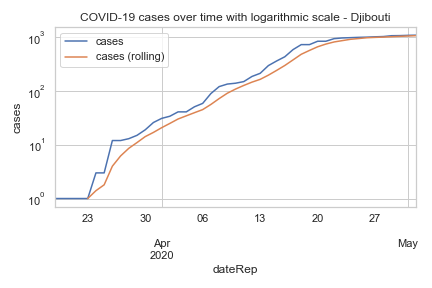 COVID-19 cases over time with logarithmic scale - Djibouti
cases
cases (rolling)
10³
10²
10¹
10⁰
cases
23
30
06
13
20
27
Apr
2020
May
dateRep